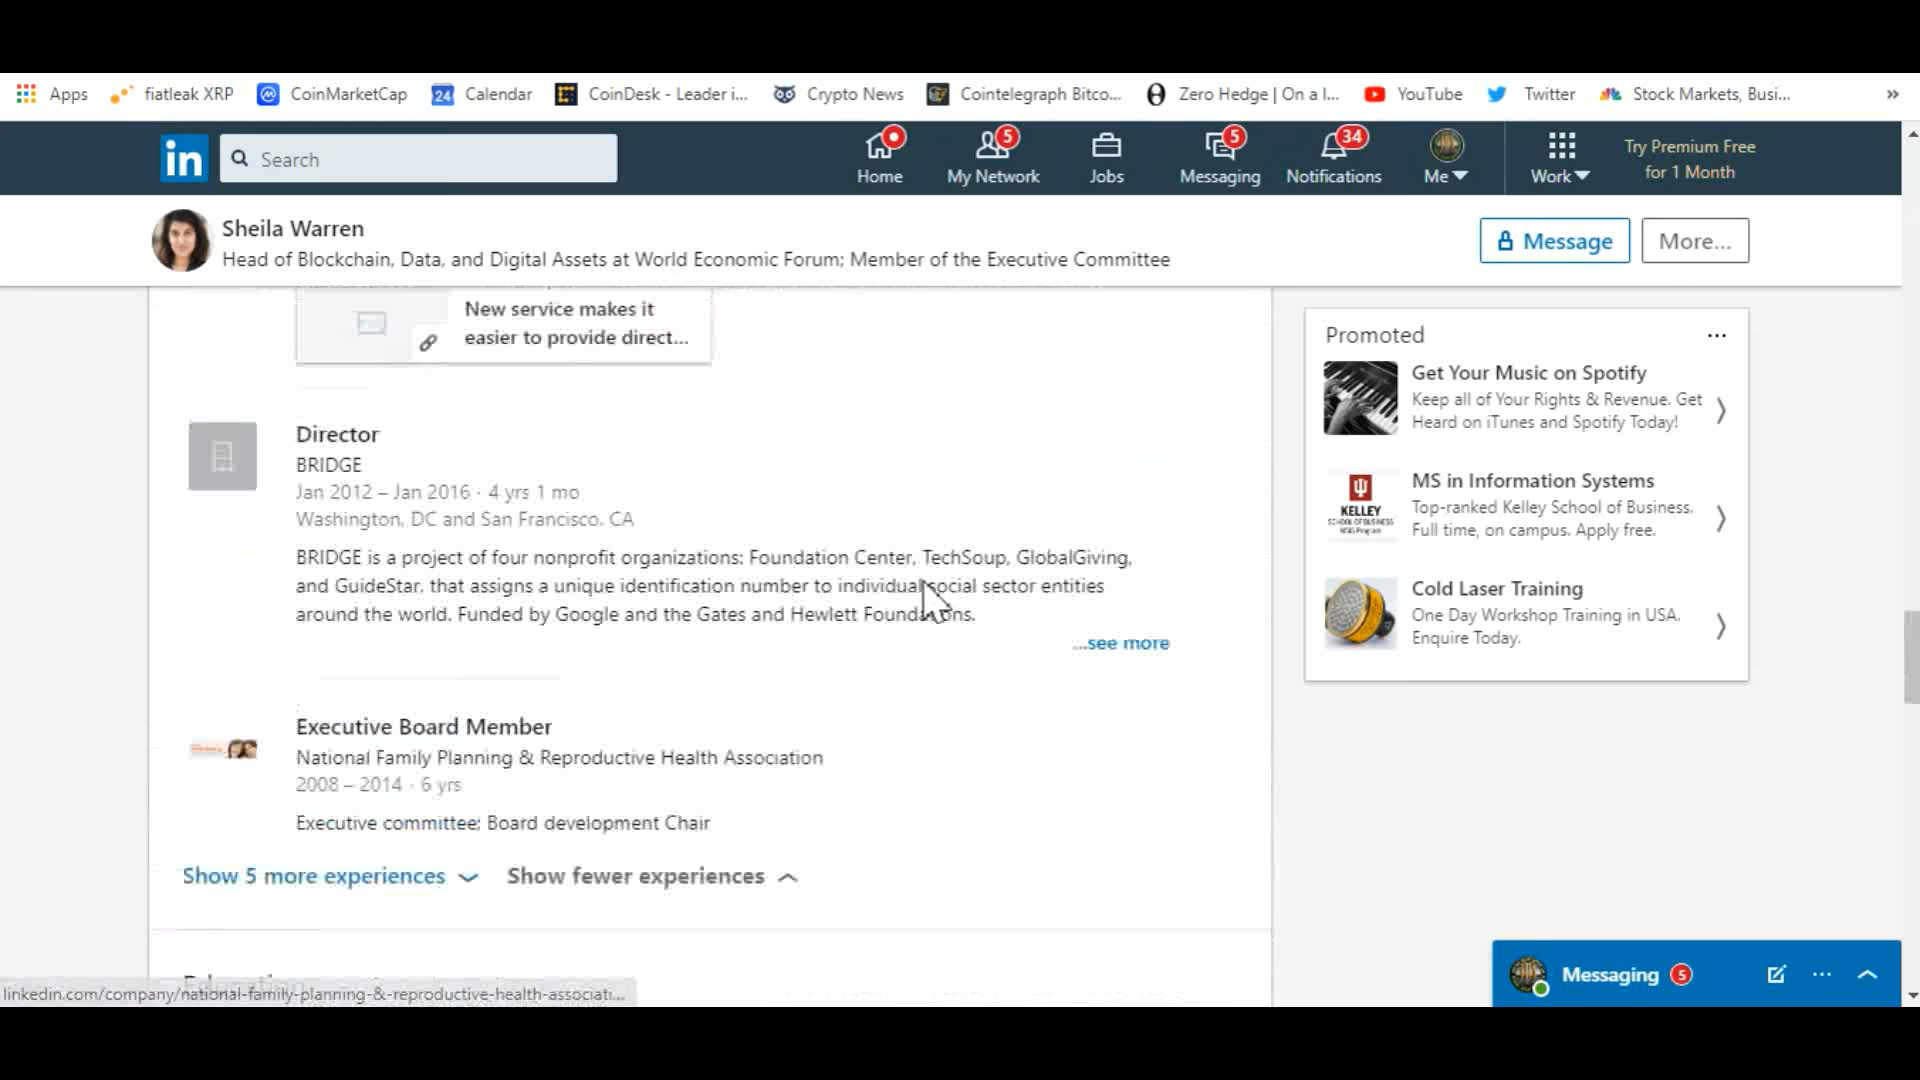 Apps fiatleak XRP CoinMarketCap 24 Calendar CoinDesk - Leader i... Crypto News Cointelegraph Bitco... Zero Hedge | On a l... YouTube Twitter Stock Markets, Busi... »
in Search
5 5 34
Home My Network Jobs Messaging Notifications Me Work
Try Premium Free
for 1 Month
Sheila Warren
Head of Blockchain, Data, and Digital Assets at World Economic Forum; Member of the Executive Committee
Message More...
New service makes it
easier to provide direct...
Director
BRIDGE
Jan 2012 – Jan 2016 · 4 yrs 1 mo
Washington, DC and San Francisco, CA
BRIDGE is a project of four nonprofit organizations: Foundation Center, TechSoup, GlobalGiving,
and GuideStar, that assigns a unique identification number to individual social sector entities
around the world. Funded by Google and the Gates and Hewlett Foundations.
...see more
Executive Board Member
National Family Planning & Reproductive Health Association
2008 – 2014 · 6 yrs
Executive committee; Board development Chair
Show 5 more experiences Show fewer experiences
linkedin.com/company/national-family-planning-&-reproductive-health-associati...
Promoted ...
Get Your Music on Spotify
Keep all of Your Rights & Revenue. Get
Heard on iTunes and Spotify Today!
KELLEY
SCHOOL OF BUSINESS
MSIS Program
MS in Information Systems
Top-ranked Kelley School of Business.
Full time, on campus. Apply free.
Cold Laser Training
One Day Workshop Training in USA.
Enquire Today.
Messaging 5 ...